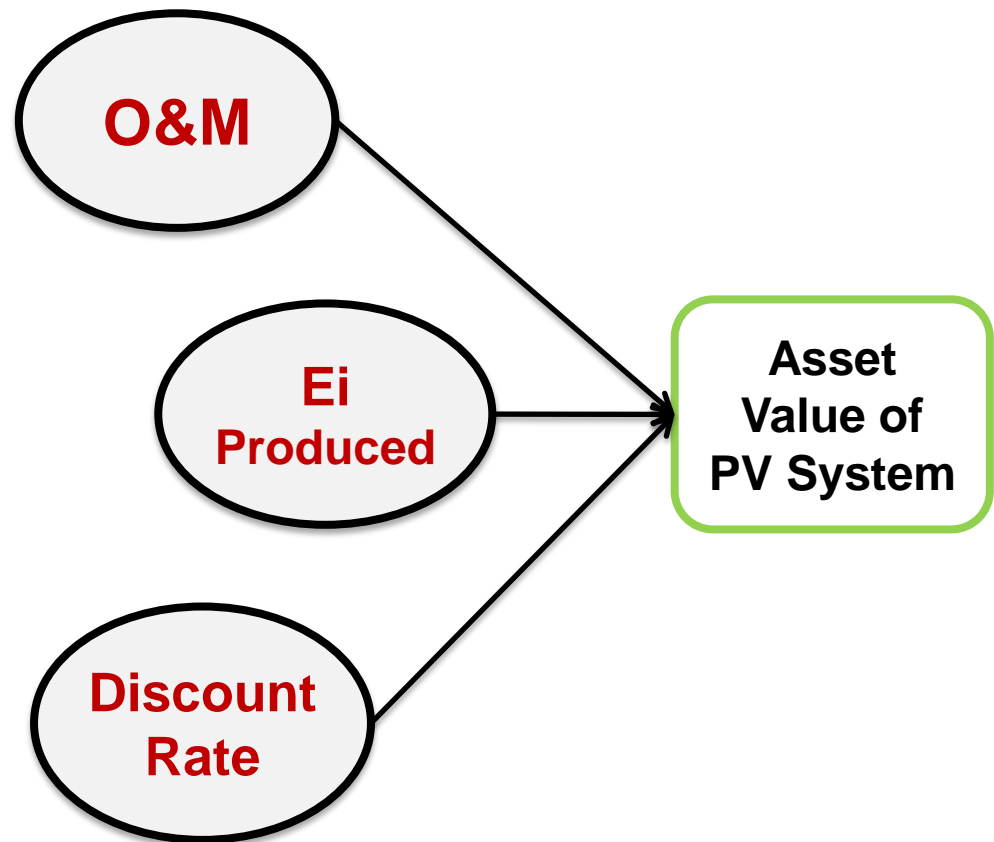 O&M
Ei
Produced
Discount
Rate
Asset
Value of
PV System